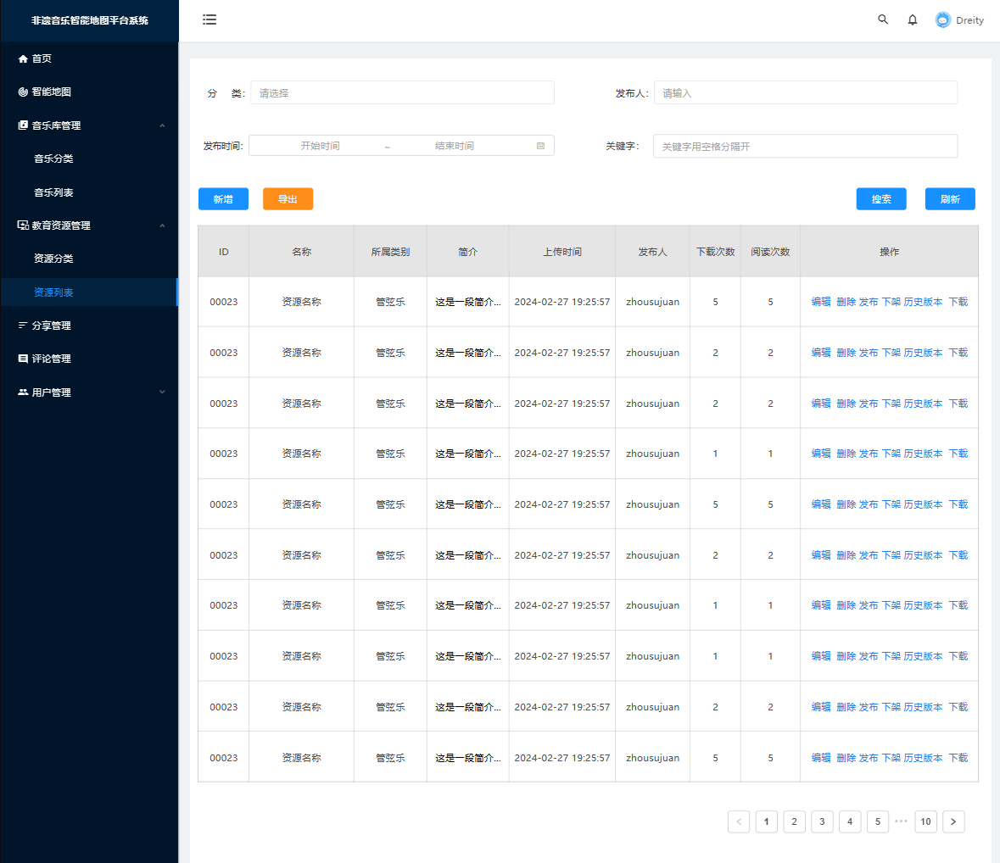 非遗音乐智能地图平台系统
Dreity
首页
智能地图
音乐库管理
音乐分类
音乐列表
教育资源管理
资源分类
资源列表
分享管理
评论管理
用户管理
分 类: 请选择 发布人: 请输入
发布时间: 开始时间 ~ 结束时间 关键字: 关键字用空格分隔开
新增 导出 搜索 刷新
ID 名称 所属类别 简介 上传时间 发布人 下载次数 阅读次数 操作
00023 资源名称 管弦乐 这是一段简介... 2024-02-27 19:25:57 zhousujuan 5 5 编辑 删除 发布 下架 历史版本 下载
00023 资源名称 管弦乐 这是一段简介... 2024-02-27 19:25:57 zhousujuan 2 2 编辑 删除 发布 下架 历史版本 下载
00023 资源名称 管弦乐 这是一段简介... 2024-02-27 19:25:57 zhousujuan 2 2 编辑 删除 发布 下架 历史版本 下载
00023 资源名称 管弦乐 这是一段简介... 2024-02-27 19:25:57 zhousujuan 1 1 编辑 删除 发布 下架 历史版本 下载
00023 资源名称 管弦乐 这是一段简介... 2024-02-27 19:25:57 zhousujuan 5 5 编辑 删除 发布 下架 历史版本 下载
00023 资源名称 管弦乐 这是一段简介... 2024-02-27 19:25:57 zhousujuan 2 2 编辑 删除 发布 下架 历史版本 下载
00023 资源名称 管弦乐 这是一段简介... 2024-02-27 19:25:57 zhousujuan 1 1 编辑 删除 发布 下架 历史版本 下载
00023 资源名称 管弦乐 这是一段简介... 2024-02-27 19:25:57 zhousujuan 1 1 编辑 删除 发布 下架 历史版本 下载
00023 资源名称 管弦乐 这是一段简介... 2024-02-27 19:25:57 zhousujuan 2 2 编辑 删除 发布 下架 历史版本 下载
00023 资源名称 管弦乐 这是一段简介... 2024-02-27 19:25:57 zhousujuan 5 5 编辑 删除 发布 下架 历史版本 下载
< 1 2 3 4 5 ••• 10 >